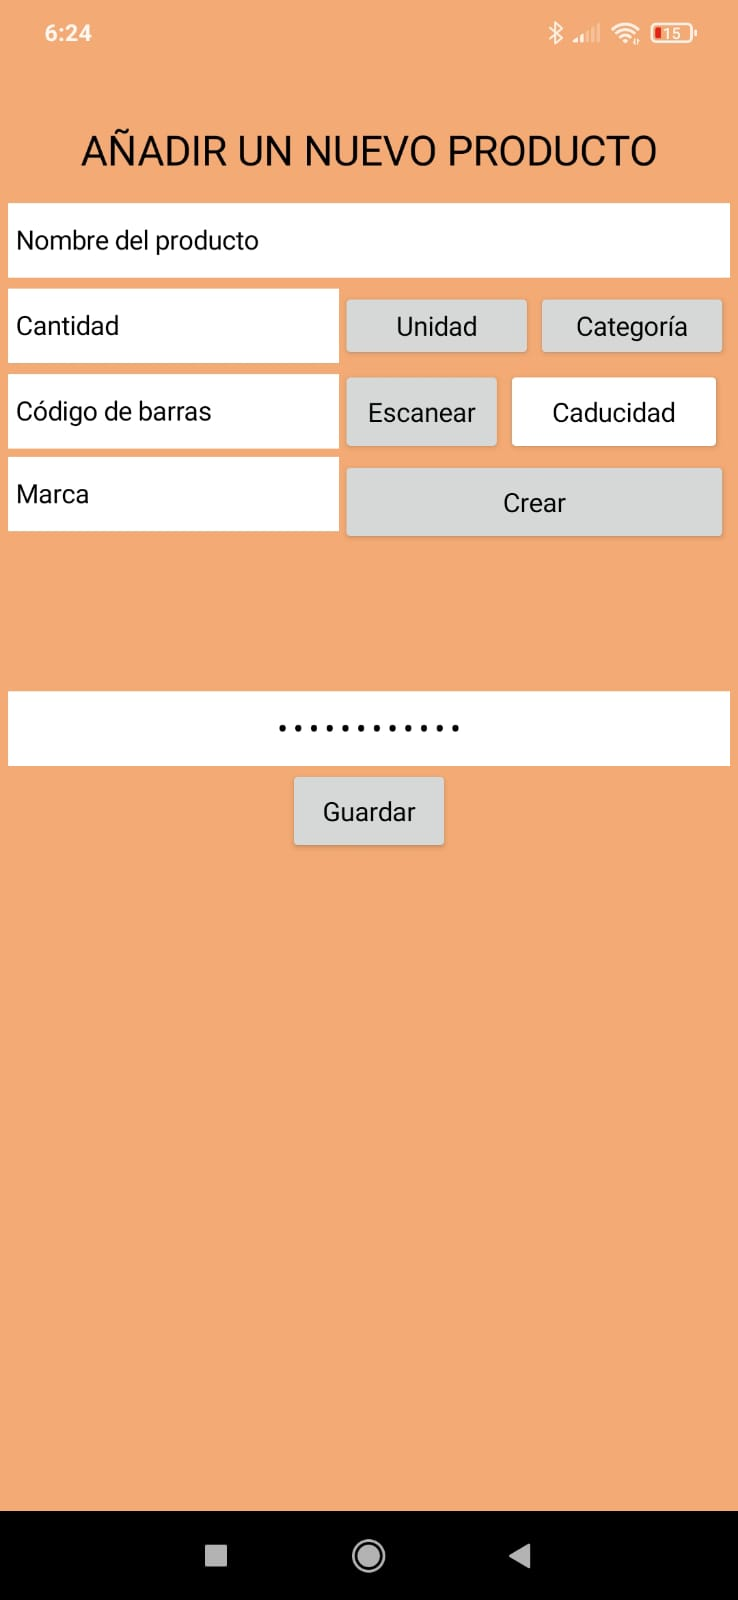 6:24
15
AÑADIR UN NUEVO PRODUCTO
Nombre del producto
Cantidad
Unidad
Categoría
Código de barras
Escanear
Caducidad
Marca
Crear
............
Guardar